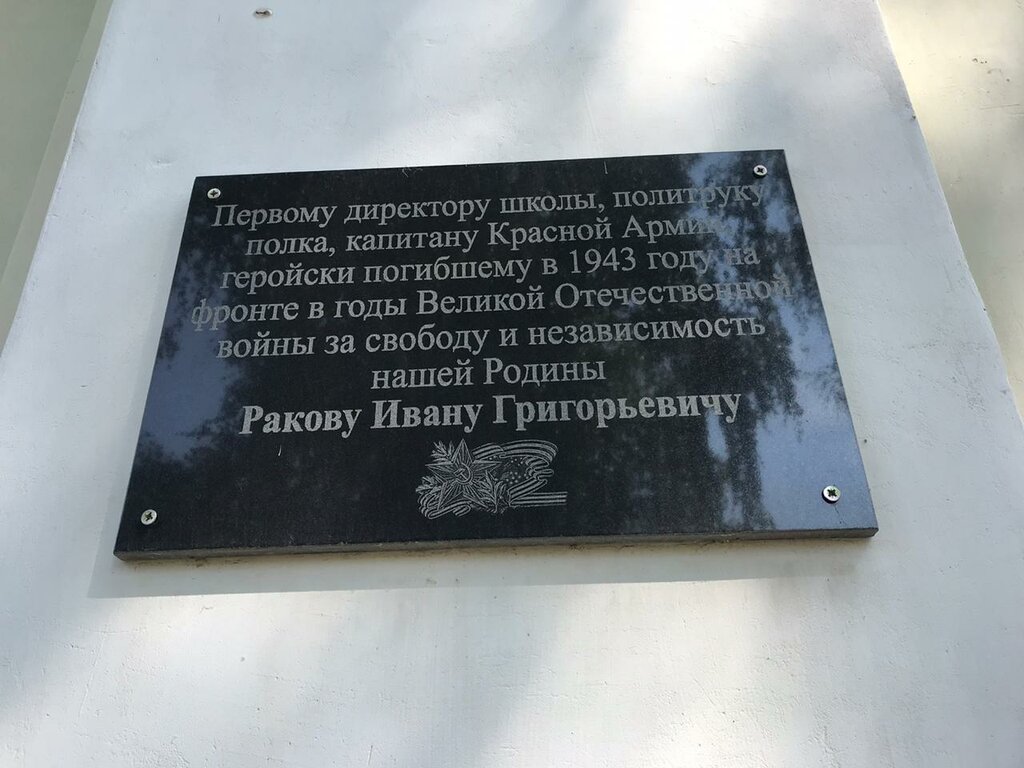 Первому директору школы, политруку
полка, капитану Красной Армии,
геройски погибшему в 1943 году на
фронте в годы Великой Отечественной
войны за свободу и независимость
нашей Родины
Ракову Ивану Григорьевичу